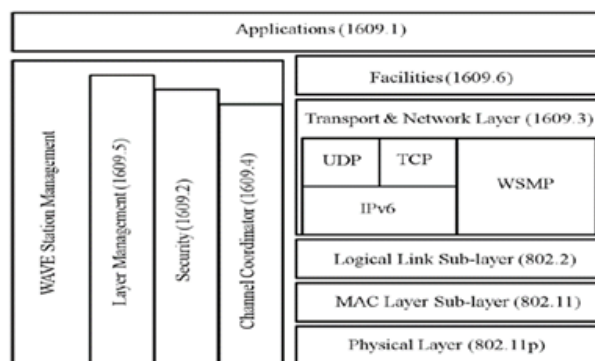 Applications (1609.1)
WAVE Station Management
Layer Management (1609.5)
Security (1609.2)
Channel Coordinator (1609.4)
Facilities (1609.6)
Transport & Network Layer (1609.3)
UDP
TCP
WSMP
IPv6
Logical Link Sub-layer (802.2)
MAC Layer Sub-layer (802.11)
Physical Layer (802.11p)